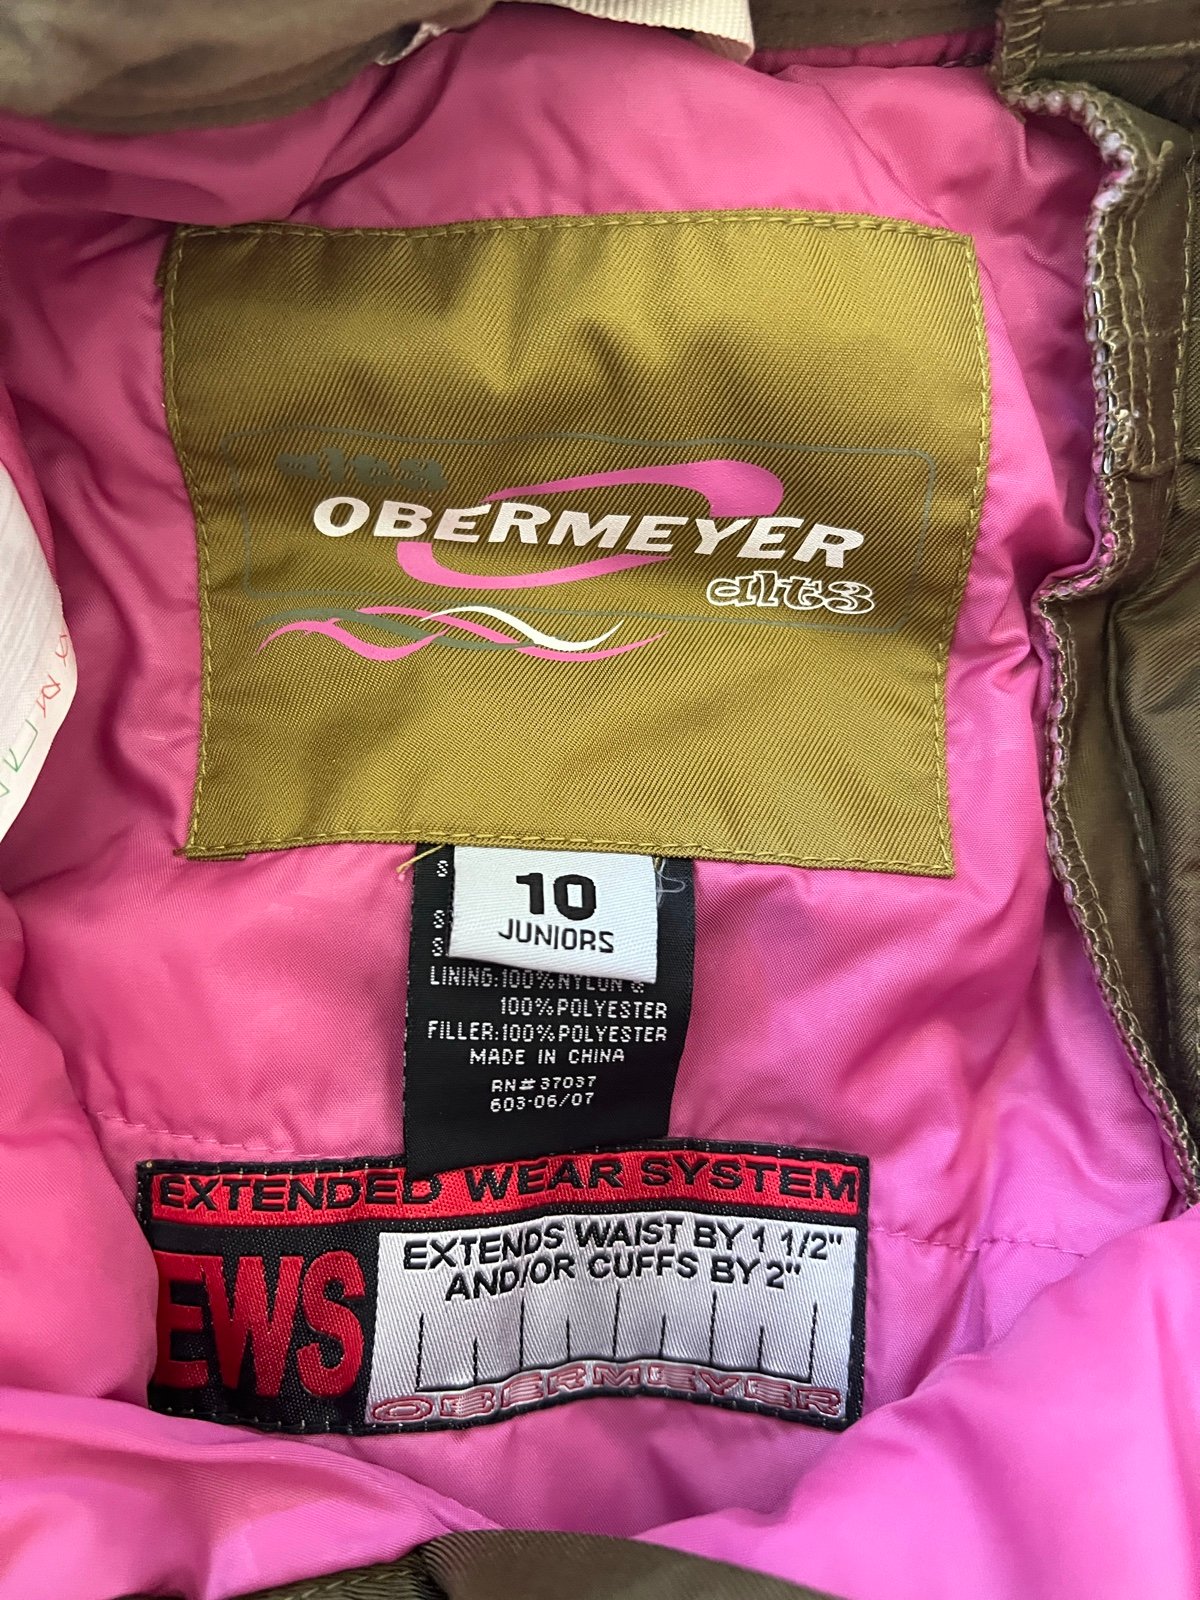 alt3
OBERMEYER
alt3
10
JUNIORS
S
S
S
LINING:100%NYLON &
100%POLYESTER
FILLER:100%POLYESTER
MADE IN CHINA
RN#37037
603-06/07
EXTENDED WEAR SYSTEM
EWS
EXTENDS WAIST BY 1 1/2"
AND/OR CUFFS BY 2"
OBERMEYER